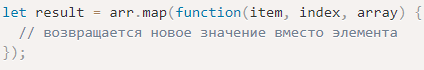 let result = arr.map(function(item, index, array) {
  // возвращается новое значение вместо элемента
});